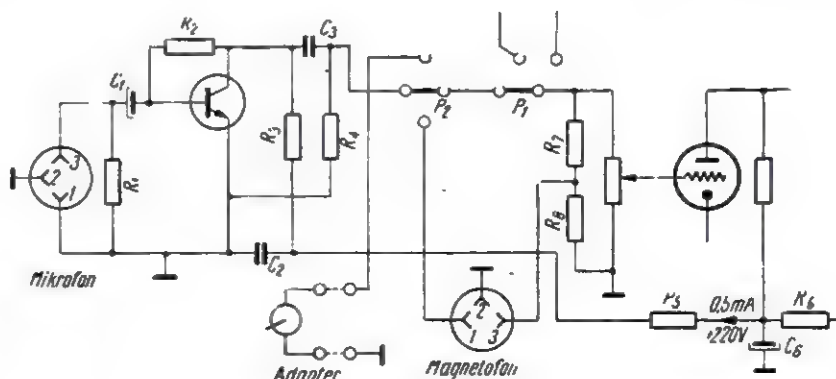 R2
C3
C1
P2
P1
R3
R4
R7
R1
3
2
1
R8
Mikrofon
C2
2
1
3
P5
0,5mA
+220V
R6
C6
Adapter
Magnetofon